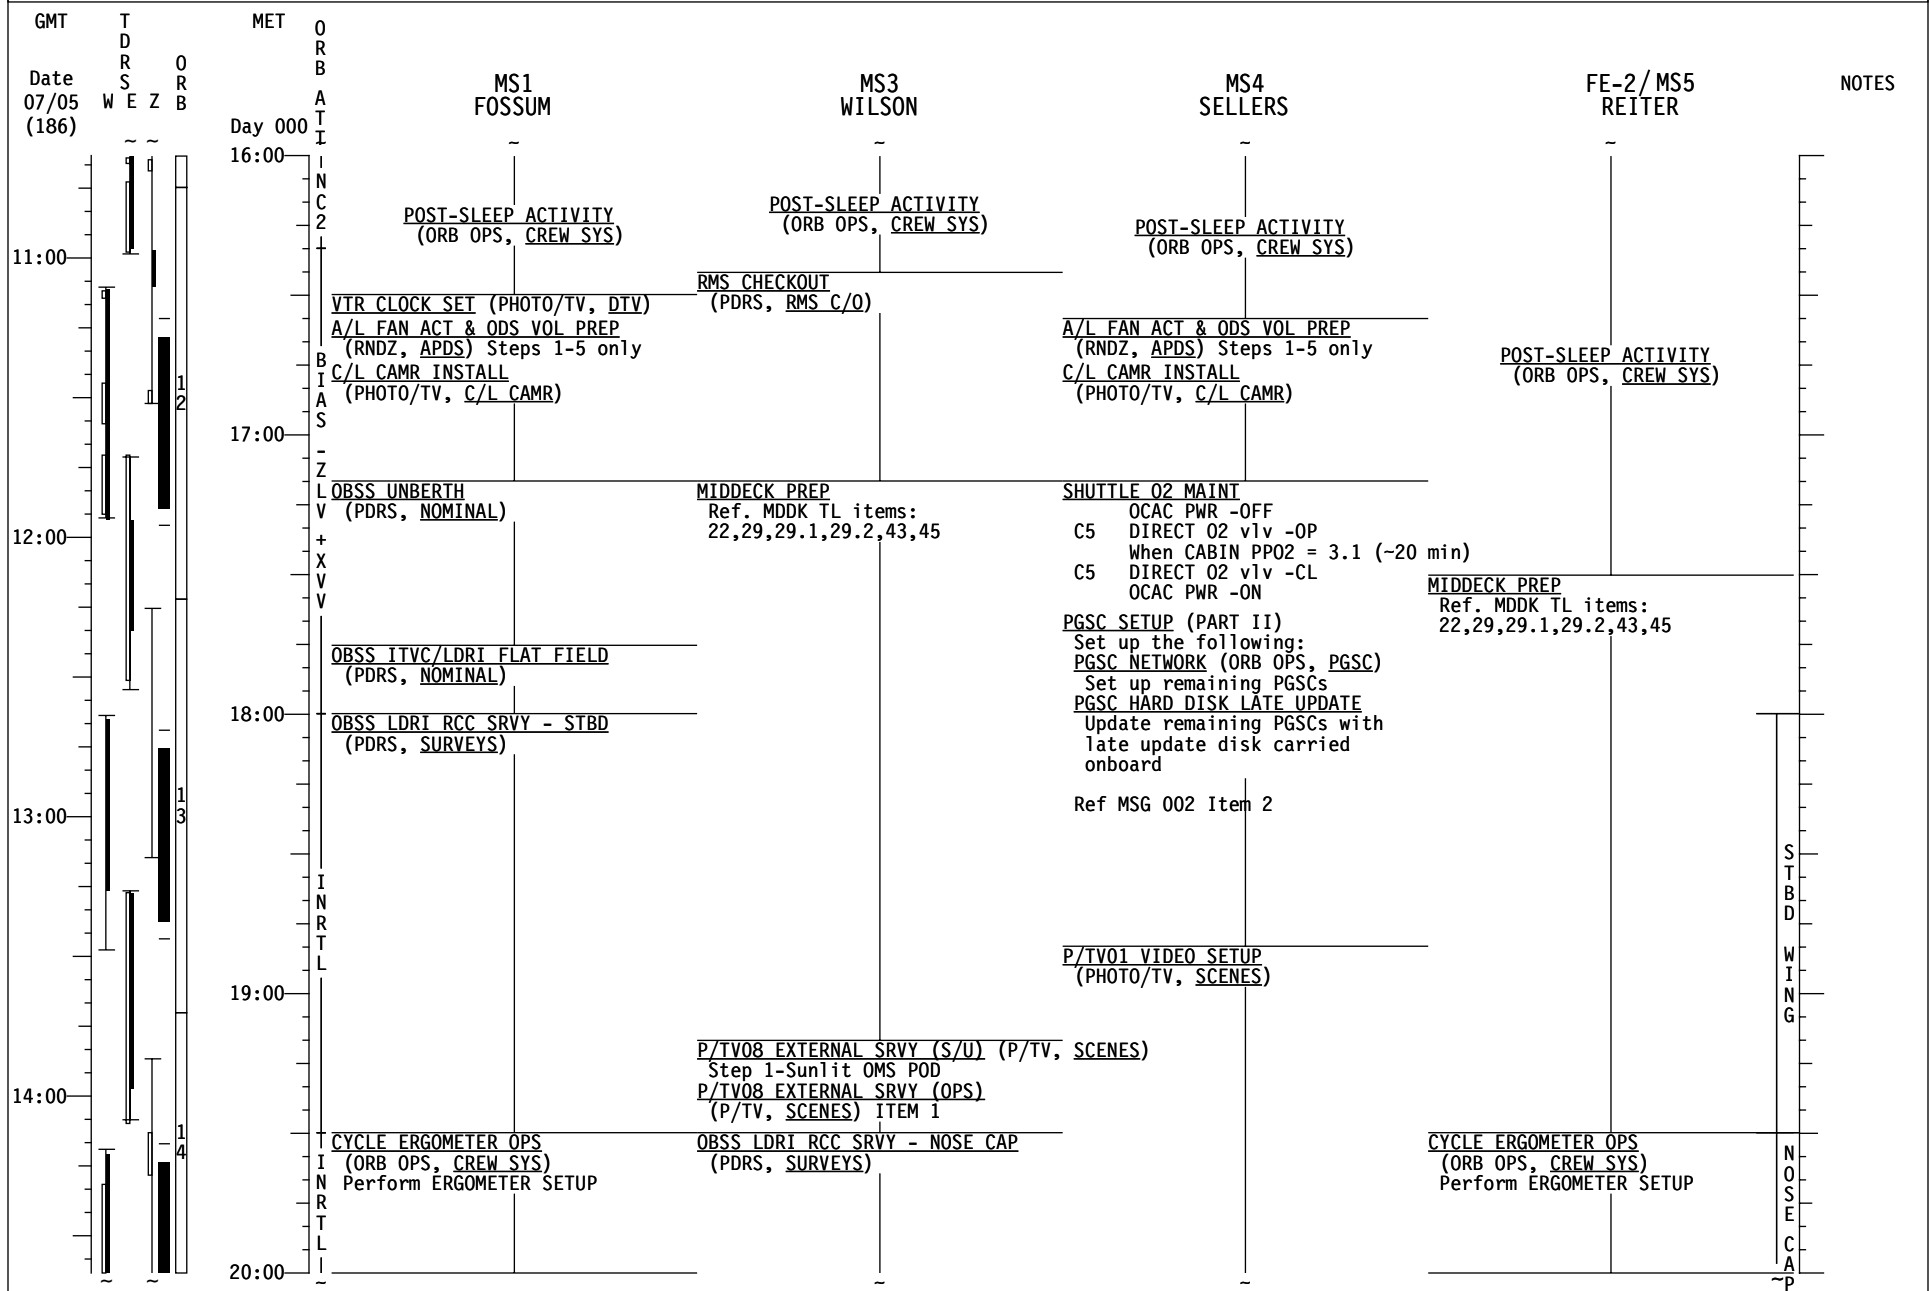 GMT
TDRS
MET
ORB ATT
ORB
Date
07/05
(186)
W E Z
Day 000
MS1
FOSSUM
MS3
WILSON
MS4
SELLERS
FE-2/MS5
REITER
NOTES
11:00
12:00
13:00
14:00
12
13
14
16:00
17:00
18:00
19:00
20:00
NC2
BIAS -ZLV +XVV
INRTL
INRTL
POST-SLEEP ACTIVITY
(ORB OPS, CREW SYS)
VTR CLOCK SET (PHOTO/TV, DTV)
A/L FAN ACT & ODS VOL PREP
(RNDZ, APDS) Steps 1-5 only
C/L CAMR INSTALL
(PHOTO/TV, C/L CAMR)
OBSS UNBERTH
(PDRS, NOMINAL)
OBSS ITVC/LDRI FLAT FIELD
(PDRS, NOMINAL)
OBSS LDRI RCC SRVY - STBD
(PDRS, SURVEYS)
CYCLE ERGOMETER OPS
(ORB OPS, CREW SYS)
Perform ERGOMETER SETUP
POST-SLEEP ACTIVITY
(ORB OPS, CREW SYS)
RMS CHECKOUT
(PDRS, RMS C/O)
MIDDECK PREP
Ref. MDDK TL items:
22,29,29.1,29.2,43,45
P/TV08 EXTERNAL SRVY (S/U) (P/TV, SCENES)
Step 1-Sunlit OMS POD
P/TV08 EXTERNAL SRVY (OPS)
(P/TV, SCENES) ITEM 1
OBSS LDRI RCC SRVY - NOSE CAP
(PDRS, SURVEYS)
POST-SLEEP ACTIVITY
(ORB OPS, CREW SYS)
A/L FAN ACT & ODS VOL PREP
(RNDZ, APDS) Steps 1-5 only
C/L CAMR INSTALL
(PHOTO/TV, C/L CAMR)
SHUTTLE O2 MAINT
OCAC PWR -OFF
C5 DIRECT O2 vlv -OP
When CABIN PPO2 = 3.1 (~20 min)
C5 DIRECT O2 vlv -CL
OCAC PWR -ON
PGSC SETUP (PART II)
Set up the following:
PGSC NETWORK (ORB OPS, PGSC)
Set up remaining PGSCs
PGSC HARD DISK LATE UPDATE
Update remaining PGSCs with
late update disk carried
onboard
Ref MSG 002 Item 2
P/TV01 VIDEO SETUP
(PHOTO/TV, SCENES)
POST-SLEEP ACTIVITY
(ORB OPS, CREW SYS)
MIDDECK PREP
Ref. MDDK TL items:
22,29,29.1,29.2,43,45
CYCLE ERGOMETER OPS
(ORB OPS, CREW SYS)
Perform ERGOMETER SETUP
STBD WING
NOSE CAP